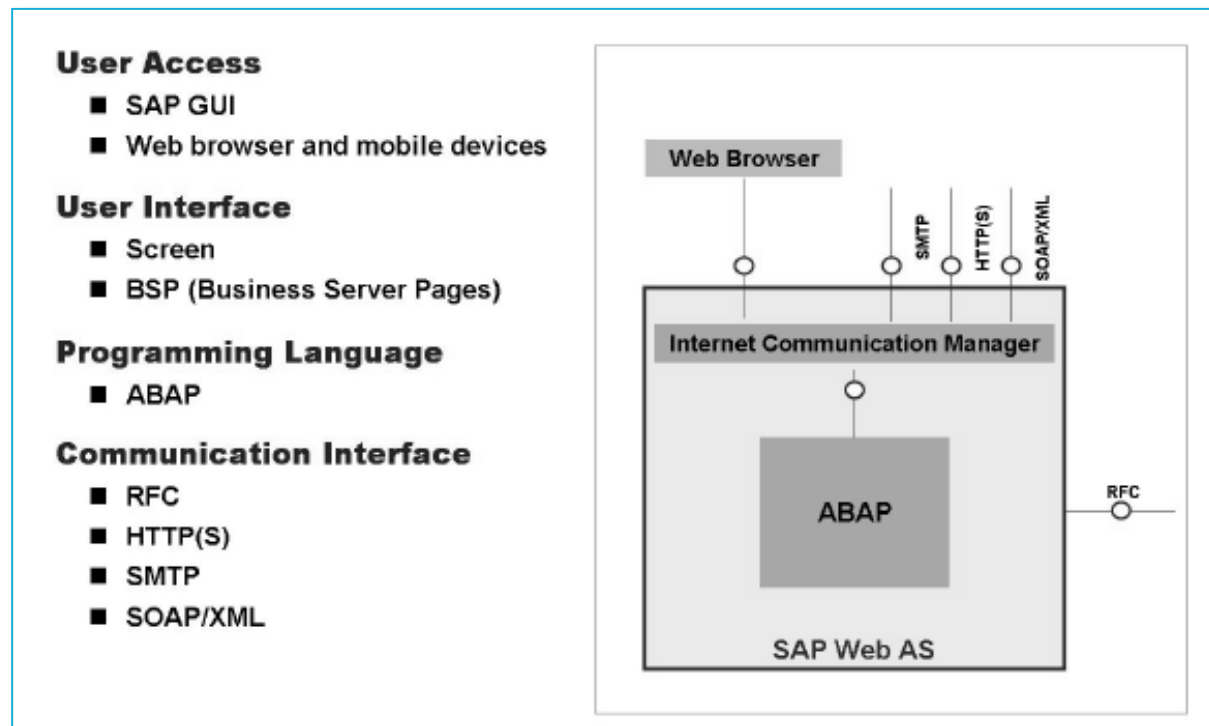 User Access
■ SAP GUI
■ Web browser and mobile devices
User Interface
■ Screen
■ BSP (Business Server Pages)
Programming Language
■ ABAP
Communication Interface
■ RFC
■ HTTP(S)
■ SMTP
■ SOAP/XML
Web Browser
SMTP
HTTP(S)
SOAP/XML
Internet Communication Manager
ABAP
RFC
SAP Web AS